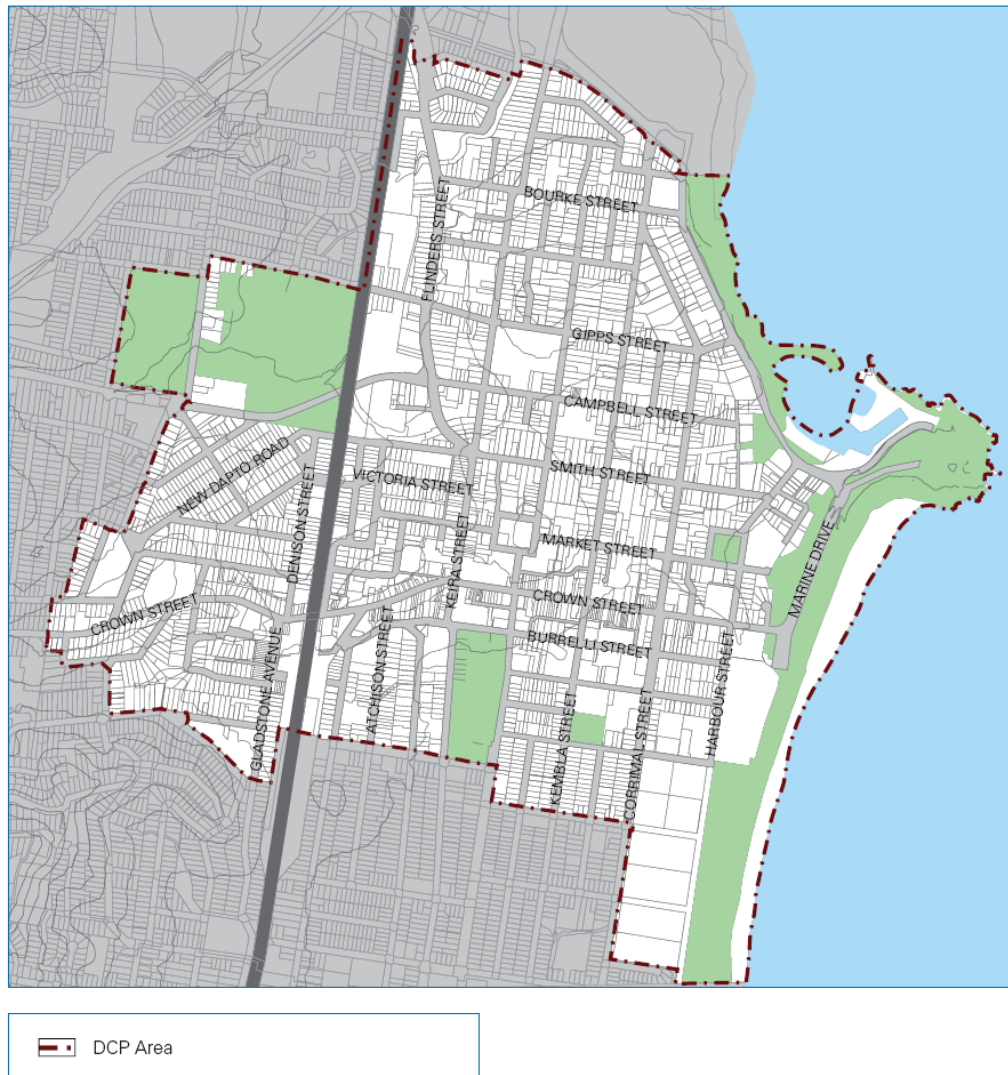 BOURKE STREET
FLINDERS STREET
GIPPS STREET
CAMPBELL STREET
NEW DAPTO ROAD
VICTORIA STREET
SMITH STREET
DENISON STREET
MARKET STREET
KEIRA STREET
MARINE DRIVE
CROWN STREET
CROWN STREET
BURRELLI STREET
ATCHISON STREET
GLADSTONE AVENUE
HARBOUR STREET
KEMBLA STREET
CORRIMAL STREET
DCP Area